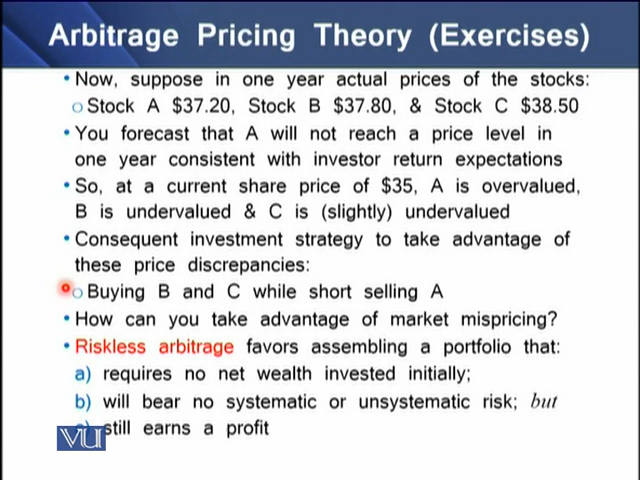 Arbitrage Pricing Theory (Exercises)
• Now, suppose in one year actual prices of the stocks:
o Stock A $37.20, Stock B $37.80, & Stock C $38.50
• You forecast that A will not reach a price level in
one year consistent with investor return expectations
• So, at a current share price of $35, A is overvalued,
B is undervalued & C is (slightly) undervalued
• Consequent investment strategy to take advantage of
these price discrepancies:
o Buying B and C while short selling A
• How can you take advantage of market mispricing?
• Riskless arbitrage favors assembling a portfolio that:
a) requires no net wealth invested initially;
b) will bear no systematic or unsystematic risk; but
still earns a profit
VU